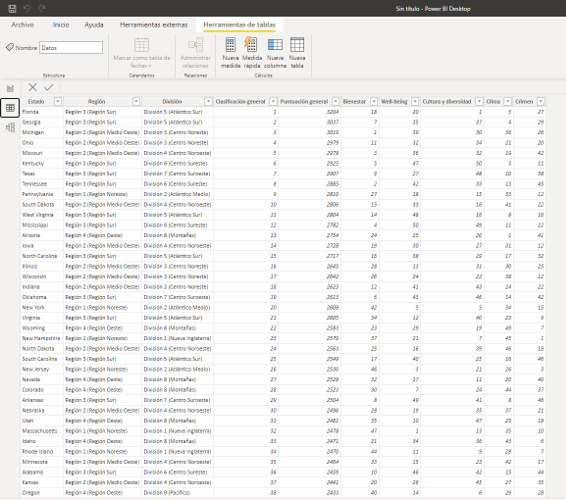 Sin título - Power BI Desktop
Archivo Inicio Ayuda Herramientas externas Herramientas de tablas
Nombre Datos
Marcar como tabla de fechas
Administrar relaciones
Nueva medida
Medida rápida
Nueva columna
Nueva tabla
Estructura Calendarios Relaciones Cálculos
Estado Región División Clasificación general Puntuación general Bienestar Well-being Cultura y diversidad Clima Crimen
Florida Región 3 (Región Sur) División 5 (Atlántico Sur) 1 3204 18 20 1 5 27
Georgia Región 3 (Región Sur) División 5 (Atlántico Sur) 2 3037 7 35 37 4 29
Michigan Región 2 (Región Medio Oeste) División 3 (Centro Noreste) 3 3019 1 39 30 36 26
Ohio Región 2 (Región Medio Oeste) División 3 (Centro Noreste) 4 2979 11 32 34 21 20
Missouri Región 2 (Región Medio Oeste) División 4 (Centro Noroeste) 5 2978 5 36 32 19 42
Kentucky Región 3 (Región Sur) División 6 (Centro Sureste) 6 2925 5 47 50 3 11
Texas Región 3 (Región Sur) División 7 (Centro Suroeste) 7 2907 9 27 48 10 38
Tennessee Región 3 (Región Sur) División 6 (Centro Sureste) 8 2885 2 42 33 13 45
Pennsylvania Región 1 (Región Noreste) División 2 (Atlántico Medio) 9 2810 27 18 15 33 12
South Dakota Región 2 (Región Medio Oeste) División 4 (Centro Noroeste) 10 2806 15 33 16 41 22
West Virginia Región 3 (Región Sur) División 5 (Atlántico Sur) 11 2804 14 48 16 8 16
Mississippi Región 3 (Región Sur) División 6 (Centro Sureste) 12 2782 4 50 49 11 22
Arizona Región 4 (Región Oeste) División 8 (Montañas) 13 2754 24 25 20 1 41
Iowa Región 2 (Región Medio Oeste) División 4 (Centro Noroeste) 14 2728 19 30 27 31 12
North Carolina Región 3 (Región Sur) División 5 (Atlántico Sur) 15 2717 16 38 29 17 32
Illinois Región 2 (Región Medio Oeste) División 3 (Centro Noreste) 16 2645 28 13 31 30 25
Wisconsin Región 2 (Región Medio Oeste) División 3 (Centro Noreste) 17 2642 26 24 22 38 12
Indiana Región 2 (Región Medio Oeste) División 3 (Centro Noreste) 18 2625 12 41 43 24 22
Oklahoma Región 3 (Región Sur) División 7 (Centro Suroeste) 19 2613 6 43 46 14 42
New York Región 1 (Región Noreste) División 2 (Atlántico Medio) 20 2608 42 5 5 34 15
Virginia Región 3 (Región Sur) División 5 (Atlántico Sur) 21 2605 34 12 40 23 8
Wyoming Región 4 (Región Oeste) División 8 (Montañas) 22 2583 23 29 19 49 7
New Hampshire Región 1 (Región Noreste) División 1 (Nueva Inglaterra) 23 2579 37 21 7 45 1
North Dakota Región 2 (Región Medio Oeste) División 4 (Centro Noroeste) 24 2563 25 16 39 46 18
South Carolina Región 3 (Región Sur) División 5 (Atlántico Sur) 25 2549 17 40 25 16 46
New Jersey Región 1 (Región Noreste) División 2 (Atlántico Medio) 26 2530 46 3 21 26 3
Nevada Región 4 (Región Oeste) División 8 (Montañas) 27 2528 32 17 11 20 40
Colorado Región 4 (Región Oeste) División 8 (Montañas) 28 2523 30 7 24 44 37
Arkansas Región 3 (Región Sur) División 7 (Centro Suroeste) 29 2504 8 49 41 8 46
Nebraska Región 2 (Región Medio Oeste) División 4 (Centro Noroeste) 30 2496 28 19 35 37 21
Utah Región 4 (Región Oeste) División 8 (Montañas) 31 2481 35 10 47 25 18
Massachusetts Región 1 (Región Noreste) División 1 (Nueva Inglaterra) 32 2478 47 1 13 35 10
Idaho Región 4 (Región Oeste) División 8 (Montañas) 33 2471 21 34 36 43 6
Rhode Island Región 1 (Región Noreste) División 1 (Nueva Inglaterra) 34 2470 44 11 9 28 7
Minnesota Región 2 (Región Medio Oeste) División 4 (Centro Noroeste) 35 2464 33 15 23 42 17
Alabama Región 3 (Región Sur) División 6 (Centro Sureste) 36 2459 10 46 42 15 44
Kansas Región 2 (Región Medio Oeste) División 4 (Centro Noroeste) 37 2441 20 28 45 27 35
Oregon Región 4 (Región Oeste) División 9 (Pacífico) 38 2433 40 14 6 29 28